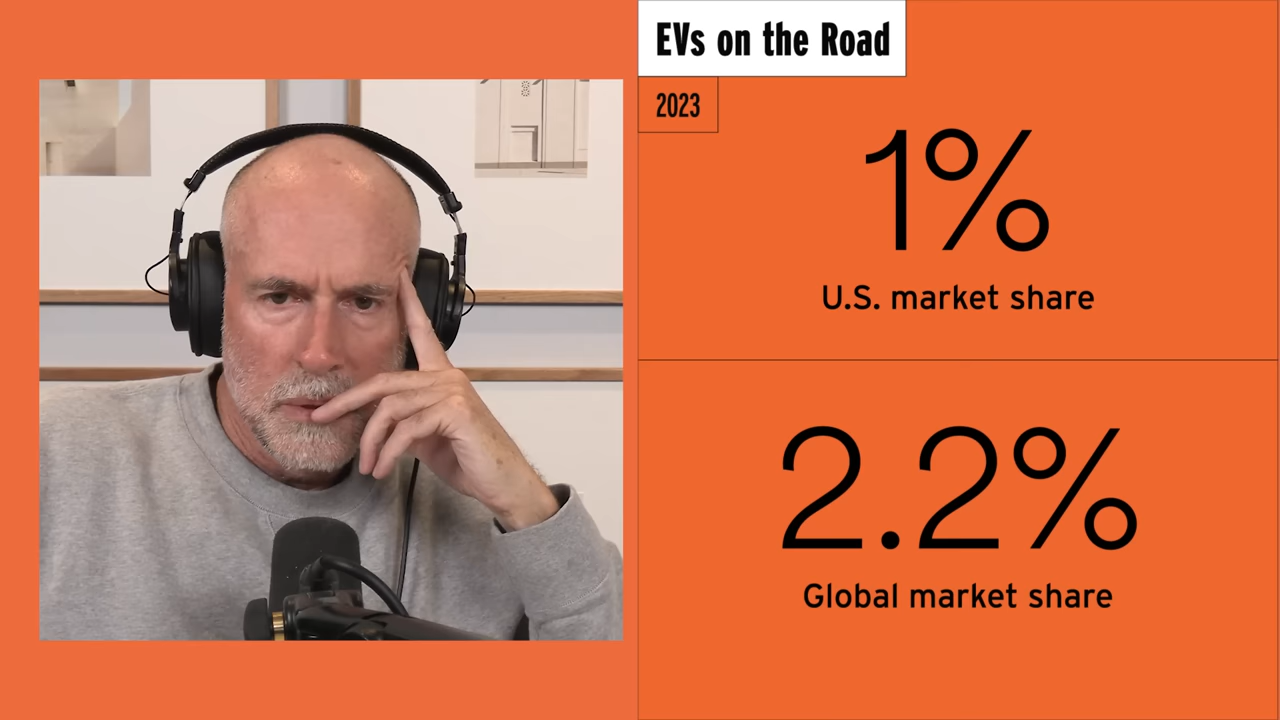 EVs on the Road
2023
1%
U.S. market share
2.2%
Global market share